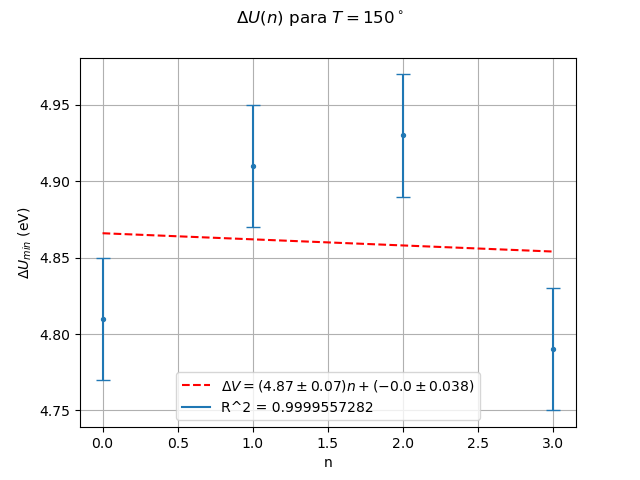 ΔU(n) para T = 150°
ΔU_min (eV)
4.95
4.90
4.85
4.80
4.75
ΔV = (4.87 ± 0.07)n + (−0.0 ± 0.038)
R^2 = 0.9999557282
0.0 0.5 1.0 1.5 2.0 2.5 3.0
n